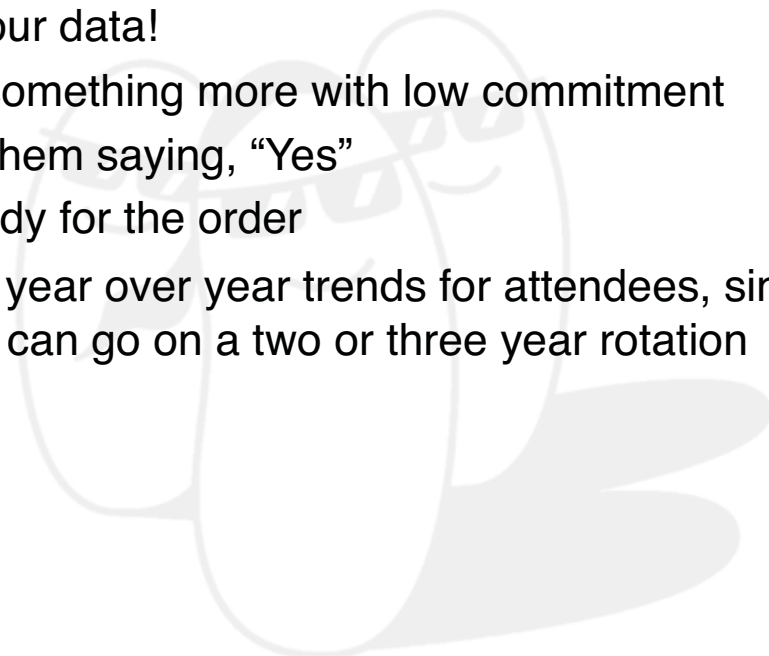 our data!
omething more with low commitment
hem saying, “Yes”
dy for the order
year over year trends for attendees, sin
can go on a two or three year rotation